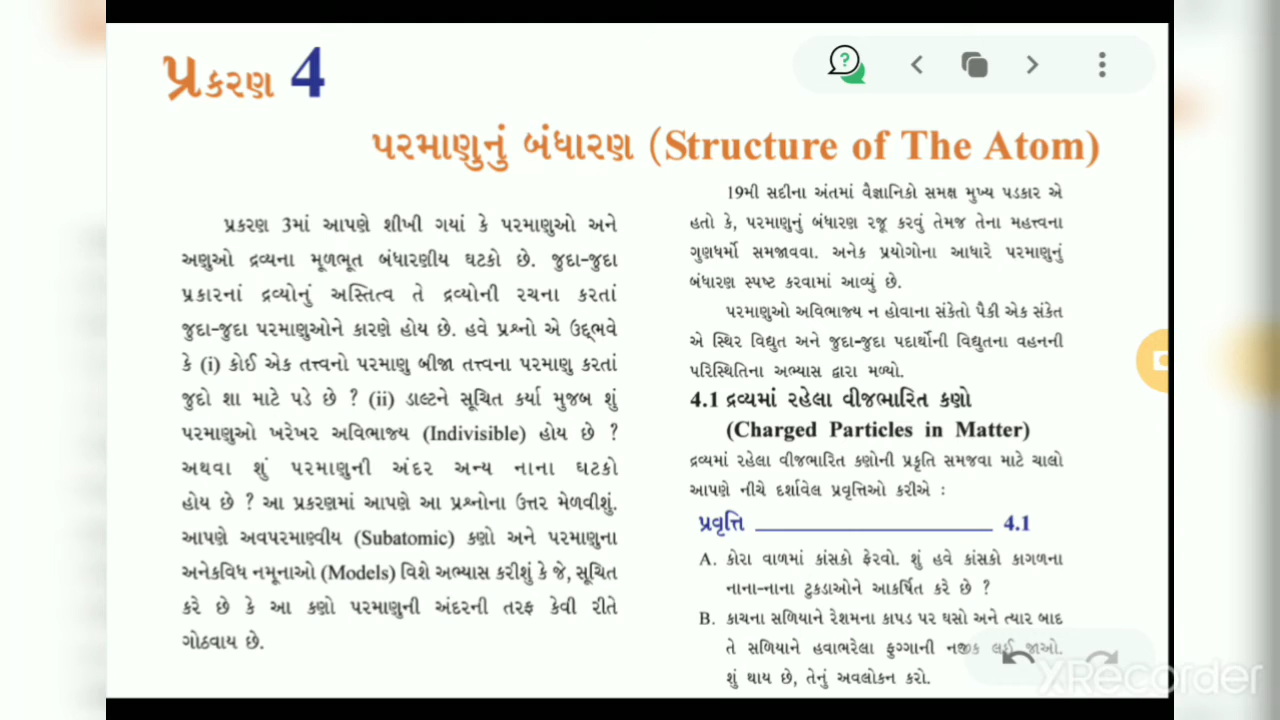 પ્રકરણ 4
પરમાણુનું બંધારણ (Structure of The Atom)
પ્રકરણ 3માં આપણે શીખી ગયાં કે પરમાણુઓ અને
અણુઓ દ્રવ્યના મૂળભૂત બંધારણીય ઘટકો છે. જુદા-જુદા
પ્રકારનાં દ્રવ્યોનું અસ્તિત્વ તે દ્રવ્યોની રચના કરતાં
જુદા-જુદા પરમાણુઓને કારણે હોય છે. હવે પ્રશ્નો એ ઉદ્ભવે
કે (i) કોઈ એક તત્ત્વનો પરમાણુ બીજા તત્ત્વના પરમાણુ કરતાં
જુદો શા માટે પડે છે ? (ii) ડાલ્ટને સૂચિત કર્યા મુજબ શું
પરમાણુઓ ખરેખર અવિભાજ્ય (Indivisible) હોય છે ?
અથવા શું પરમાણુની અંદર અન્ય નાના ઘટકો
હોય છે ? આ પ્રકરણમાં આપણે આ પ્રશ્નોના ઉત્તર મેળવીશું.
આપણે અવપરમાણ્વીય (Subatomic) કણો અને પરમાણુના
અનેકવિધ નમૂનાઓ (Models) વિશે અભ્યાસ કરીશું કે જે, સૂચિત
કરે છે કે આ કણો પરમાણુની અંદરની તરફ કેવી રીતે
ગોઠવાય છે.
19મી સદીના અંતમાં વૈજ્ઞાનિકો સમક્ષ મુખ્ય પડકાર એ
હતો કે, પરમાણુનું બંધારણ રજૂ કરવું તેમજ તેના મહત્ત્વના
ગુણધર્મો સમજાવવા. અનેક પ્રયોગોના આધારે પરમાણુનું
બંધારણ સ્પષ્ટ કરવામાં આવ્યું છે.
પરમાણુઓ અવિભાજ્ય ન હોવાના સંકેતો પૈકી એક સંકેત
એ સ્થિર વિદ્યુત અને જુદા-જુદા પદાર્થોની વિદ્યુતના વહનની
પરિસ્થિતિના અભ્યાસ દ્વારા મળ્યો.
4.1 દ્રવ્યમાં રહેલા વીજભારિત કણો
(Charged Particles in Matter)
દ્રવ્યમાં રહેલા વીજભારિત કણોની પ્રકૃતિ સમજવા માટે ચાલો
આપણે નીચે દર્શાવેલ પ્રવૃત્તિઓ કરીએ :
પ્રવૃત્તિ ____________________ 4.1
A. કોરા વાળમાં કાંસકો ફેરવો. શું હવે કાંસકો કાગળના
નાના-નાના ટુકડાઓને આકર્ષિત કરે છે ?
B. કાચના સળિયાને રેશમના કાપડ પર ઘસો અને ત્યાર બાદ
તે સળિયાને હવાભરેલા ફુગ્ગાની નજીક લઈ જાઓ.
શું થાય છે, તેનું અવલોકન કરો.
XRecorder